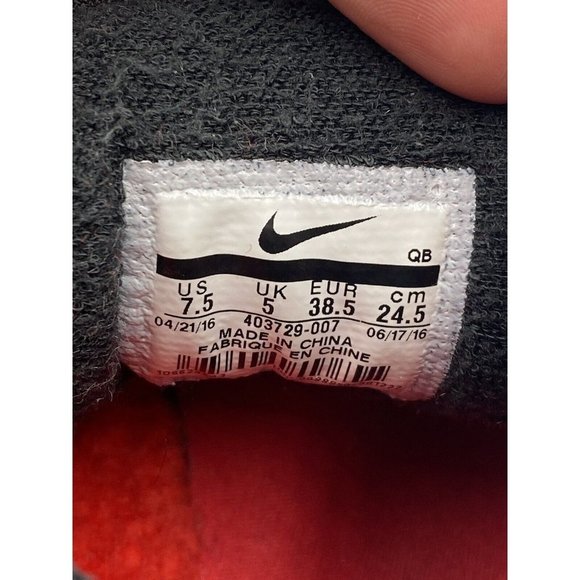 QB
US UK EUR cm
7.5 5 38.5 24.5
04/21/16 403729-007 06/17/16
MADE IN CHINA
FABRIQUE EN CHINE